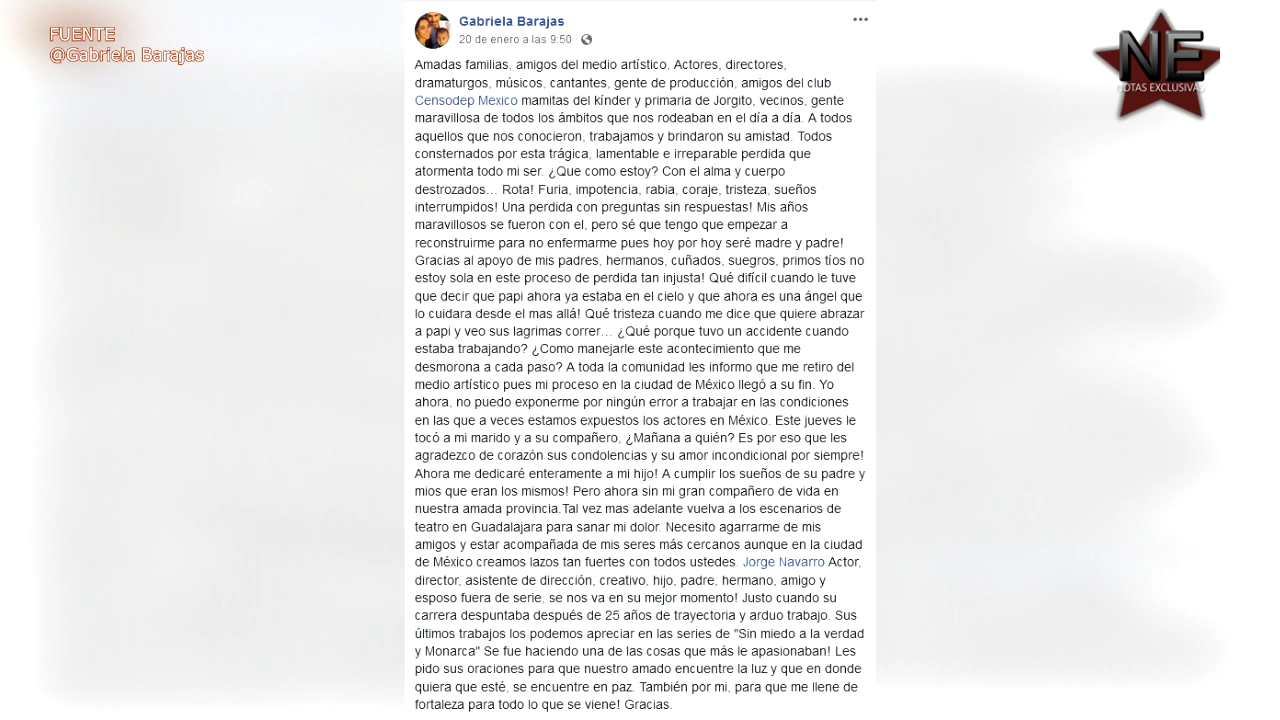 FUENTE
@Gabriela Barajas
NE
NOTAS EXCLUSIVAS
Gabriela Barajas
20 de enero a las 9:50
Amadas familias, amigos del medio artístico, Actores, directores,
dramaturgos, músicos, cantantes, gente de producción, amigos del club
Censodep Mexico mamitas del kínder y primaria de Jorgito, vecinos, gente
maravillosa de todos los ámbitos que nos rodeaban en el día a día. A todos
aquellos que nos conocieron, trabajamos y brindaron su amistad. Todos
consternados por esta trágica, lamentable e irreparable perdida que
atormenta todo mi ser. ¿Que como estoy? Con el alma y cuerpo
destrozados... Rota! Furia, impotencia, rabia, coraje, tristeza, sueños
interrumpidos! Una perdida con preguntas sin respuestas! Mis años
maravillosos se fueron con el, pero sé que tengo que empezar a
reconstruirme para no enfermarme pues hoy por hoy seré madre y padre!
Gracias al apoyo de mis padres, hermanos, cuñados, suegros, primos tíos no
estoy sola en este proceso de perdida tan injusta! Qué difícil cuando le tuve
que decir que papi ahora ya estaba en el cielo y que ahora es una ángel que
lo cuidara desde el mas allá! Qué tristeza cuando me dice que quiere abrazar
a papi y veo sus lagrimas correr... ¿Qué porque tuvo un accidente cuando
estaba trabajando? ¿Como manejarle este acontecimiento que me
desmorona a cada paso? A toda la comunidad les informo que me retiro del
medio artístico pues mi proceso en la ciudad de México llegó a su fin. Yo
ahora, no puedo exponerme por ningún error a trabajar en las condiciones
en las que a veces estamos expuestos los actores en México. Este jueves le
tocó a mi marido y a su compañero, ¿Mañana a quién? Es por eso que les
agradezco de corazón sus condolencias y su amor incondicional por siempre!
Ahora me dedicaré enteramente a mi hijo! A cumplir los sueños de su padre y
mios que eran los mismos! Pero ahora sin mi gran compañero de vida en
nuestra amada provincia.Tal vez mas adelante vuelva a los escenarios de
teatro en Guadalajara para sanar mi dolor. Necesito agarrarme de mis
amigos y estar acompañada de mis seres más cercanos aunque en la ciudad
de México creamos lazos tan fuertes con todos ustedes. Jorge Navarro Actor,
director, asistente de dirección, creativo, hijo, padre, hermano, amigo y
esposo fuera de serie, se nos va en su mejor momento! Justo cuando su
carrera despuntaba después de 25 años de trayectoria y arduo trabajo. Sus
últimos trabajos los podemos apreciar en las series de "Sin miedo a la verdad
y Monarca" Se fue haciendo una de las cosas que más le apasionaban! Les
pido sus oraciones para que nuestro amado encuentre la luz y que en donde
quiera que esté, se encuentre en paz. También por mi, para que me llene de
fortaleza para todo lo que se viene! Gracias.